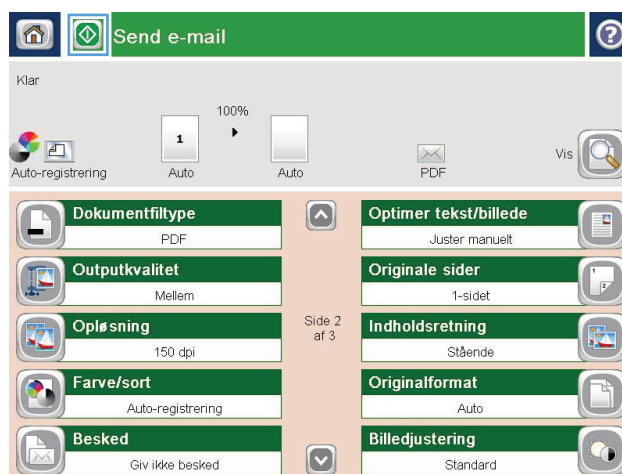 Send e-mail
Klar
100%
1
Auto-registrering
Auto
Auto
PDF
Vis
Dokumentfiltype
PDF
Outputkvalitet
Mellem
Opløsning
150 dpi
Farve/sort
Auto-registrering
Besked
Giv ikke besked
Side 2
af 3
Optimer tekst/billede
Juster manuelt
Originale sider
1-sidet
1
2
Indholdsretning
Stående
Originalformat
Auto
Billedjustering
Standard